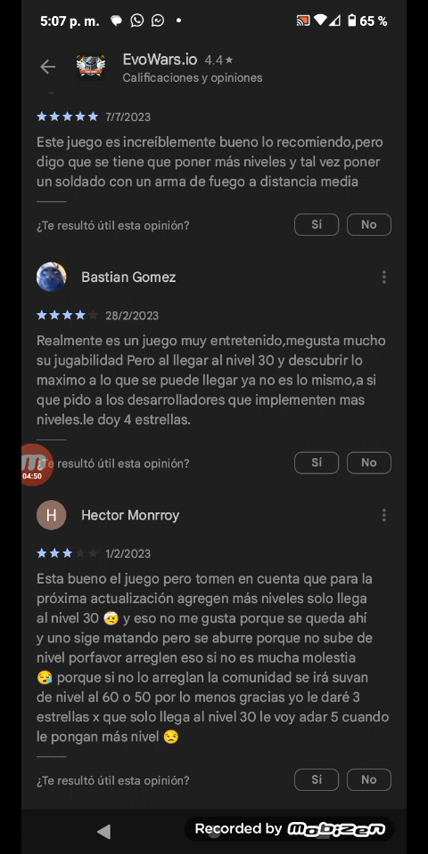 5:07 p. m.
65 %
EvoWars.io 4.4★
Calificaciones y opiniones
7/7/2023
Este juego es increíblemente bueno lo recomiendo,pero
digo que se tiene que poner más niveles y tal vez poner
un soldado con un arma de fuego a distancia media
¿Te resultó útil esta opinión?
Sí
No
Bastian Gomez
28/2/2023
Realmente es un juego muy entretenido,megusta mucho
su jugabilidad Pero al llegar al nivel 30 y descubrir lo
maximo a lo que se puede llegar ya no es lo mismo,a si
que pido a los desarrolladores que implementen mas
niveles.le doy 4 estrellas.
04:50
¿Te resultó útil esta opinión?
Sí
No
H
Hector Monrroy
1/2/2023
Esta bueno el juego pero tomen en cuenta que para la
próxima actualización agregen más niveles solo llega
al nivel 30 🤕 y eso no me gusta porque se queda ahí
y uno sige matando pero se aburre porque no sube de
nivel porfavor arreglen eso si no es mucha molestia
😪 porque si no lo arreglan la comunidad se irá suvan
de nivel al 60 o 50 por lo menos gracias yo le daré 3
estrellas x que solo llega al nivel 30 le voy adar 5 cuando
le pongan más nivel 😒
¿Te resultó útil esta opinión?
Sí
No
Recorded by Mobizen